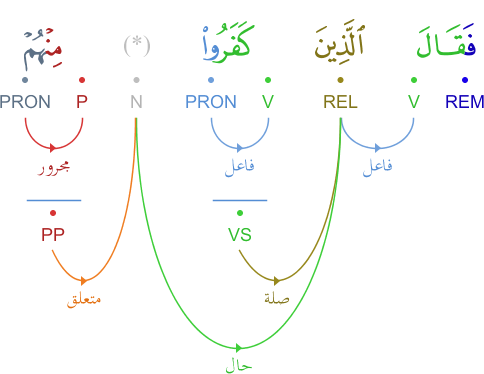 فَقَالَ ٱلَّذِينَ كَفَرُوا۟ (*) مِنْهُمْ
REM V REL V PRON N P PRON
فاعل فاعل مجرور
VS PP
صلة متعلق
حال